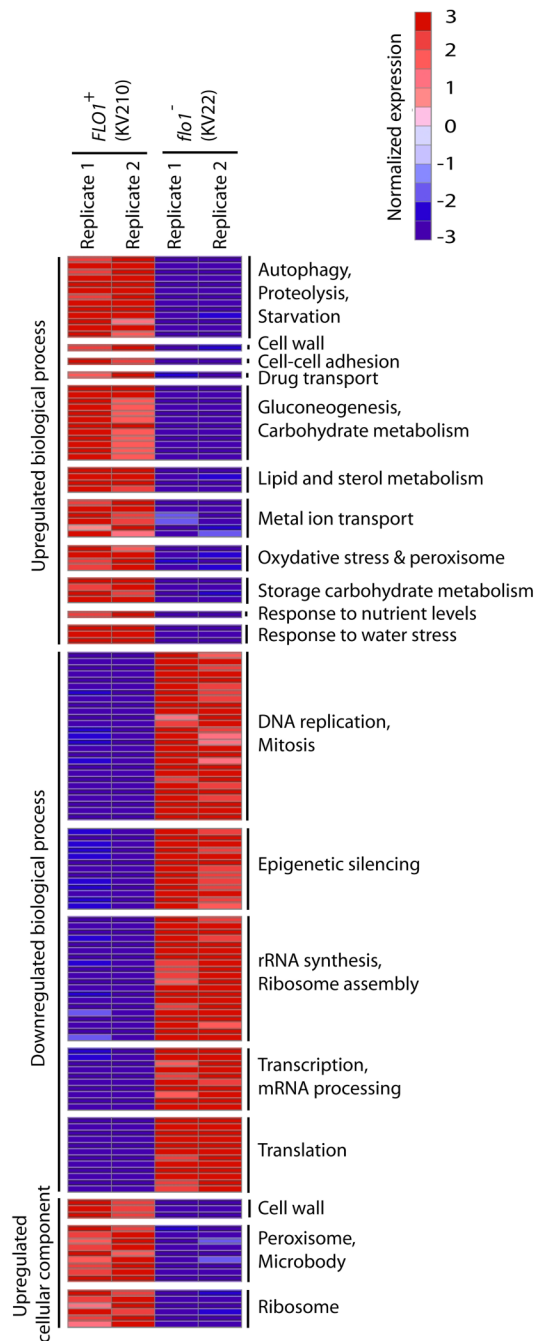 3
2
1
0
-1
-2
-3
Normalized expression
FLO1+
(KV210)
flo1-
(KV22)
Replicate 1
Replicate 2
Replicate 1
Replicate 2
Upregulated biological process
Autophagy,
Proteolysis,
Starvation
Cell wall
Cell-cell adhesion
Drug transport
Gluconeogenesis,
Carbohydrate metabolism
Lipid and sterol metabolism
Metal ion transport
Oxydative stress & peroxisome
Storage carbohydrate metabolism
Response to nutrient levels
Response to water stress
Downregulated biological process
DNA replication,
Mitosis
Epigenetic silencing
rRNA synthesis,
Ribosome assembly
Transcription,
mRNA processing
Translation
Upregulated
cellular component
Cell wall
Peroxisome,
Microbody
Ribosome